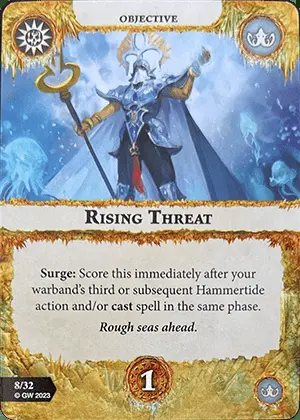 OBJECTIVE
RISING THREAT
Surge: Score this immediately after your
warband's third or subsequent Hammertide
action and/or cast spell in the same phase.
Rough seas ahead.
8/32
© GW 2023
1